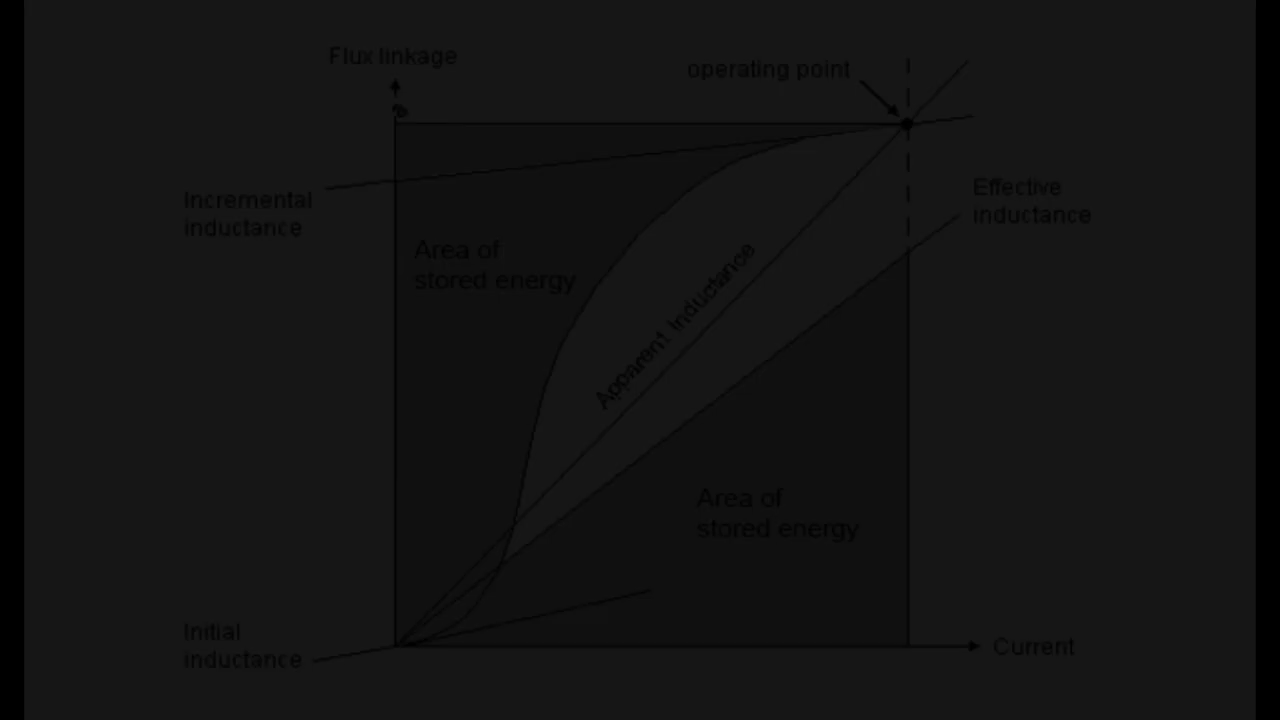 Flux linkage
operating point
Incremental
inductance
Effective
inductance
Area of
stored energy
Apparent Inductance
Area of
stored energy
Initial
inductance
Current